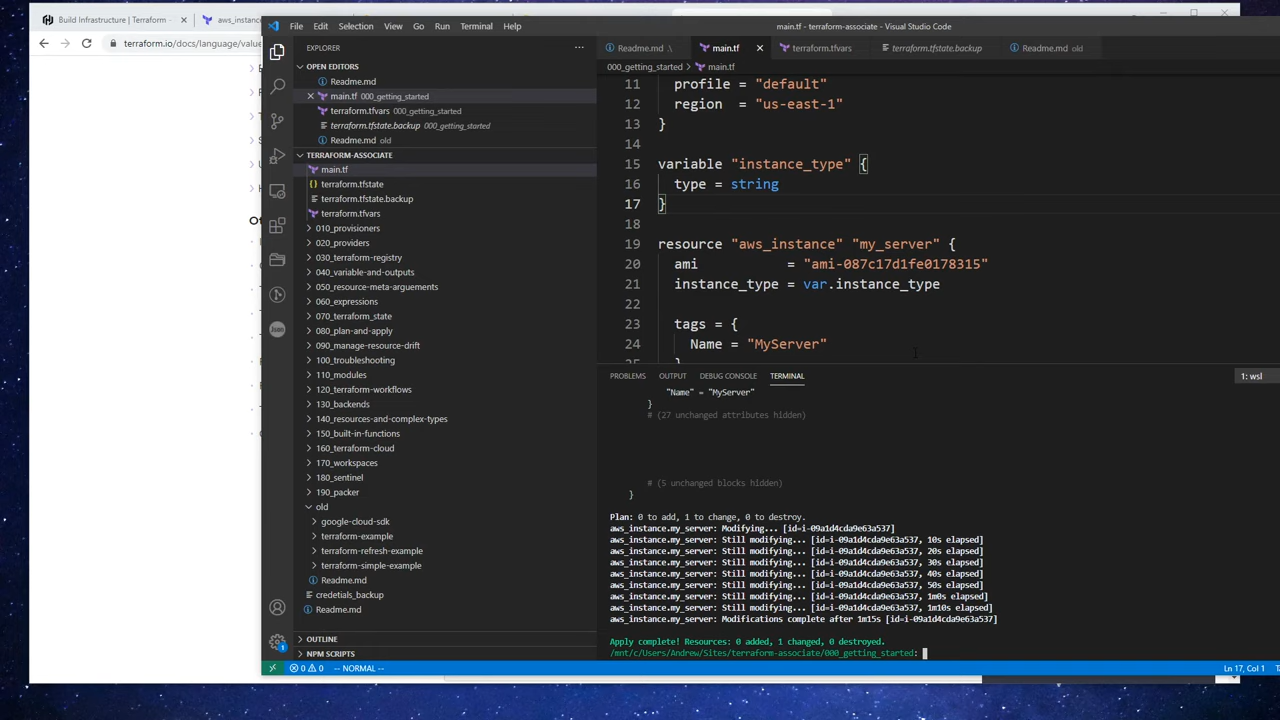 Build Infrastructure | Terraform
aws_inst
terraform.io/docs/language/value
File Edit Selection View Go Run Terminal Help
main.tf - terraform-associate - Visual Studio Code
EXPLORER
OPEN EDITORS
Readme.md
main.tf 000_getting_started
terraform.tfvars 000_getting_started
terraform.tfstate.backup 000_getting_started
Readme.md old
TERRAFORM-ASSOCIATE
main.tf
terraform.tfstate
terraform.tfstate.backup
terraform.tfvars
010_provisioners
020_providers
030_terraform-registry
040_variable-and-outputs
050_resource-meta-arguements
060_expressions
070_terraform_state
080_plan-and-apply
090_manage-resource-drift
100_troubleshooting
110_modules
120_terraform-workflows
130_backends
140_resources-and-complex-types
150_built-in-functions
160_terraform-cloud
170_workspaces
180_sentinel
190_packer
old
google-cloud-sdk
terraform-example
terraform-refresh-example
terraform-simple-example
Readme.md
credetials_backup
Readme.md
OUTLINE
NPM SCRIPTS
Readme.md .\
main.tf
terraform.tfvars
terraform.tfstate.backup
Readme.md old
000_getting_started > main.tf
11 profile = "default"
12 region = "us-east-1"
13 }
14
15 variable "instance_type" {
16 type = string
17 }
18
19 resource "aws_instance" "my_server" {
20 ami = "ami-087c17d1fe0178315"
21 instance_type = var.instance_type
22
23 tags = {
24 Name = "MyServer"
25 }
PROBLEMS OUTPUT DEBUG CONSOLE TERMINAL
1: wsl
"Name" = "MyServer"
}
# (27 unchanged attributes hidden)
# (5 unchanged blocks hidden)
}
Plan: 0 to add, 1 to change, 0 to destroy.
aws_instance.my_server: Modifying... [id=i-09a1d4cda9e63a537]
aws_instance.my_server: Still modifying... [id=i-09a1d4cda9e63a537, 10s elapsed]
aws_instance.my_server: Still modifying... [id=i-09a1d4cda9e63a537, 20s elapsed]
aws_instance.my_server: Still modifying... [id=i-09a1d4cda9e63a537, 30s elapsed]
aws_instance.my_server: Still modifying... [id=i-09a1d4cda9e63a537, 40s elapsed]
aws_instance.my_server: Still modifying... [id=i-09a1d4cda9e63a537, 50s elapsed]
aws_instance.my_server: Still modifying... [id=i-09a1d4cda9e63a537, 1m0s elapsed]
aws_instance.my_server: Still modifying... [id=i-09a1d4cda9e63a537, 1m10s elapsed]
aws_instance.my_server: Modifications complete after 1m15s [id=i-09a1d4cda9e63a537]
Apply complete! Resources: 0 added, 1 changed, 0 destroyed.
/mnt/c/Users/Andrew/Sites/terraform-associate/000_getting_started:
0 0 -- NORMAL --
Ln 17, Col 1